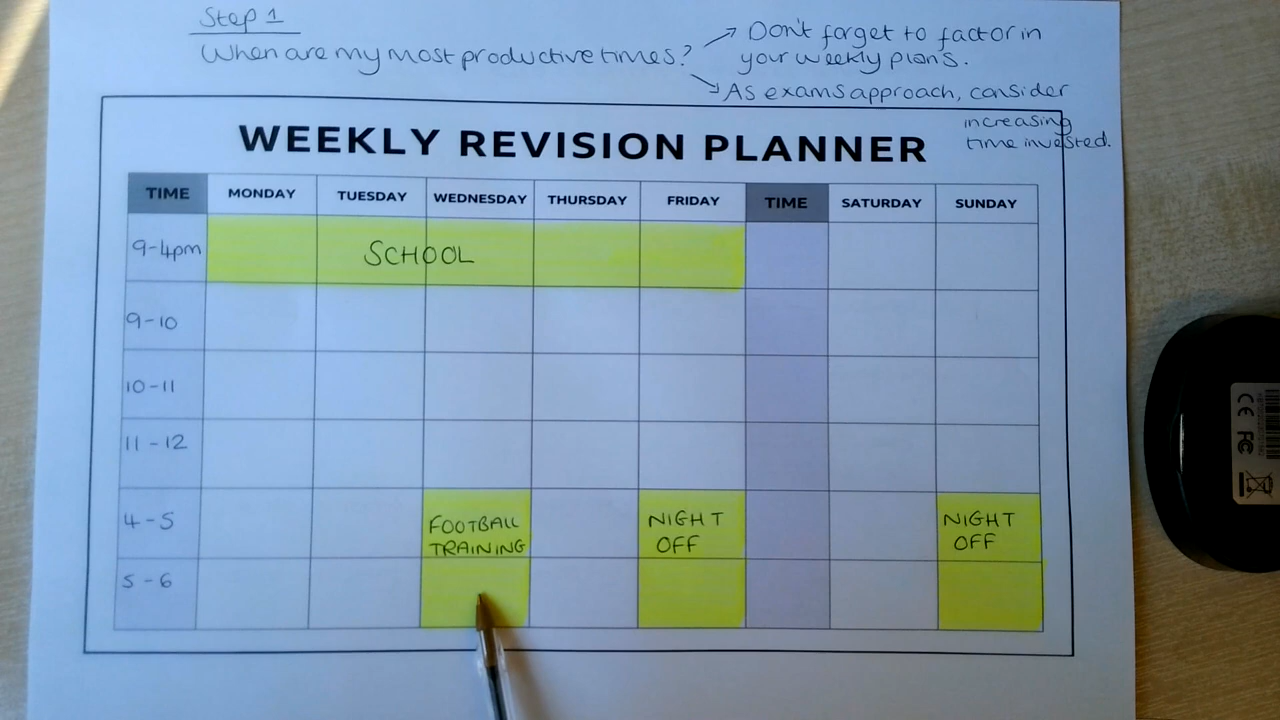 Step 1
When are my most productive times?
Don't forget to factor in
your weekly plans.
As exams approach, consider
increasing
time invested.
WEEKLY REVISION PLANNER
TIME MONDAY TUESDAY WEDNESDAY THURSDAY FRIDAY TIME SATURDAY SUNDAY
9-4pm SCHOOL
9-10
10-11
11-12
4-5 FOOTBALL TRAINING NIGHT OFF NIGHT OFF
5-6
CE FC